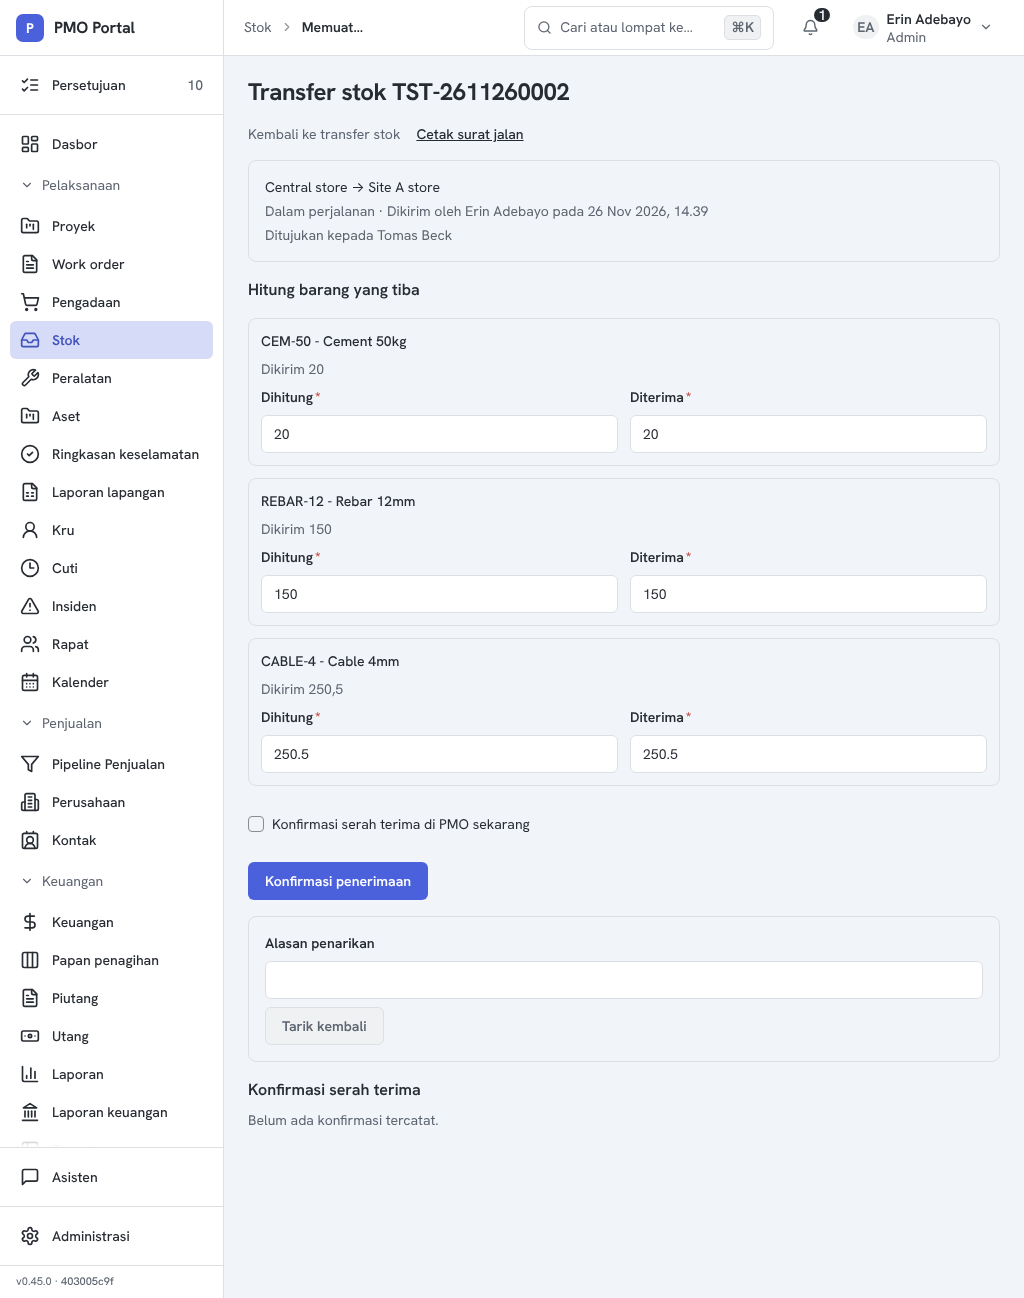 P PMO Portal
Stok > Memuat...
Cari atau lompat ke... ⌘K
1
EA Erin Adebayo
Admin
Persetujuan 10
Dasbor
Pelaksanaan
Proyek
Work order
Pengadaan
Stok
Peralatan
Aset
Ringkasan keselamatan
Laporan lapangan
Kru
Cuti
Insiden
Rapat
Kalender
Penjualan
Pipeline Penjualan
Perusahaan
Kontak
Keuangan
Keuangan
Papan penagihan
Piutang
Utang
Laporan
Laporan keuangan
Asisten
Administrasi
v0.45.0 · 403005c9f
Transfer stok TST-2611260002
Kembali ke transfer stok Cetak surat jalan
Central store → Site A store
Dalam perjalanan · Dikirim oleh Erin Adebayo pada 26 Nov 2026, 14.39
Ditujukan kepada Tomas Beck
Hitung barang yang tiba
CEM-50 - Cement 50kg
Dikirim 20
Dihitung* Diterima*
20 20
REBAR-12 - Rebar 12mm
Dikirim 150
Dihitung* Diterima*
150 150
CABLE-4 - Cable 4mm
Dikirim 250,5
Dihitung* Diterima*
250.5 250.5
Konfirmasi serah terima di PMO sekarang
Konfirmasi penerimaan
Alasan penarikan
Tarik kembali
Konfirmasi serah terima
Belum ada konfirmasi tercatat.